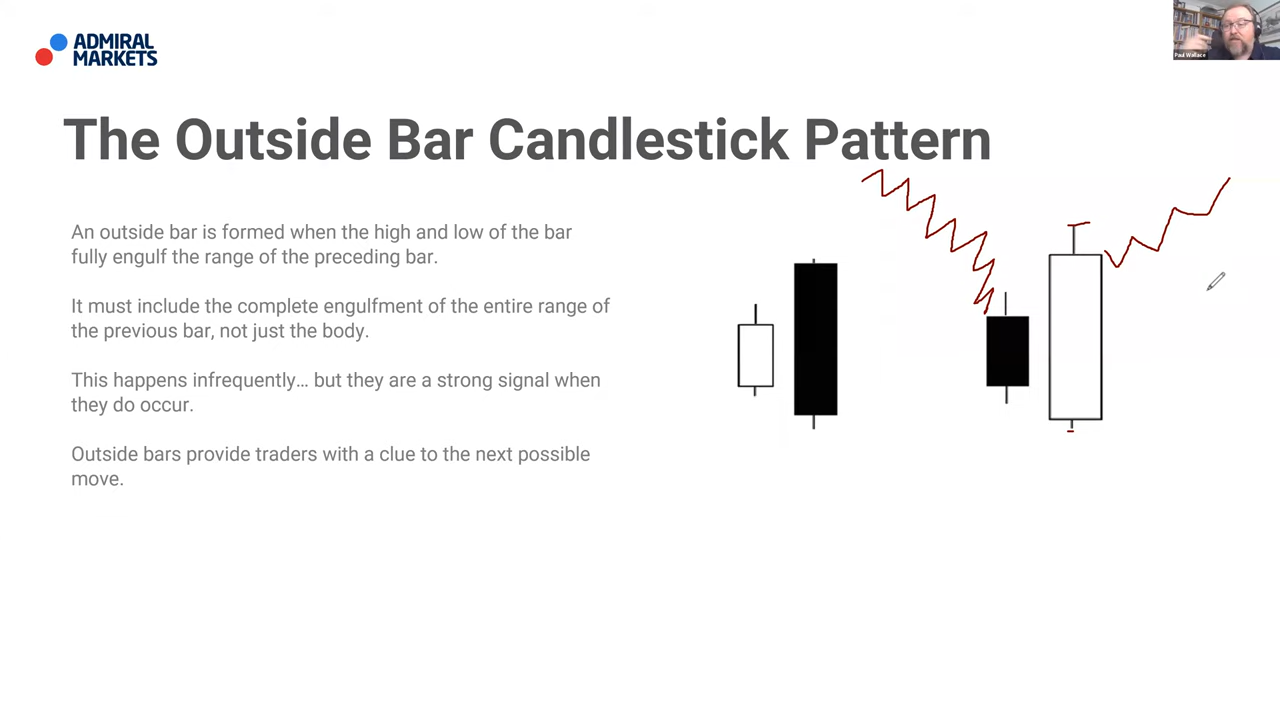 ADMIRAL
MARKETS
Paul Wallace
The Outside Bar Candlestick Pattern
An outside bar is formed when the high and low of the bar
fully engulf the range of the preceding bar.
It must include the complete engulfment of the entire range of
the previous bar, not just the body.
This happens infrequently... but they are a strong signal when
they do occur.
Outside bars provide traders with a clue to the next possible
move.